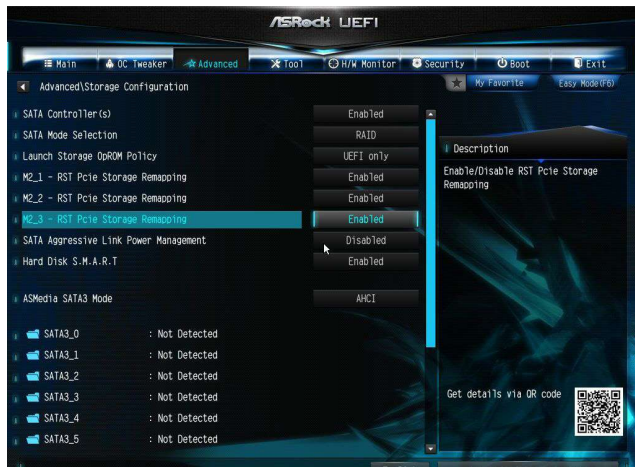 ASRock UEFI
Main OC Tweaker Advanced Tool H/W Monitor Security Boot Exit
My Favorite Easy Mode(F6)
Advanced\Storage Configuration
SATA Controller(s) Enabled
SATA Mode Selection RAID
Launch Storage OpROM Policy UEFI only
M2_1 - RST Pcie Storage Remapping Enabled
M2_2 - RST Pcie Storage Remapping Enabled
M2_3 - RST Pcie Storage Remapping Enabled
SATA Aggressive Link Power Management Disabled
Hard Disk S.M.A.R.T Enabled
ASMedia SATA3 Mode AHCI
SATA3_0 : Not Detected
SATA3_1 : Not Detected
SATA3_2 : Not Detected
SATA3_3 : Not Detected
SATA3_4 : Not Detected
SATA3_5 : Not Detected
Description
Enable/Disable RST Pcie Storage
Remapping
Get details via QR code